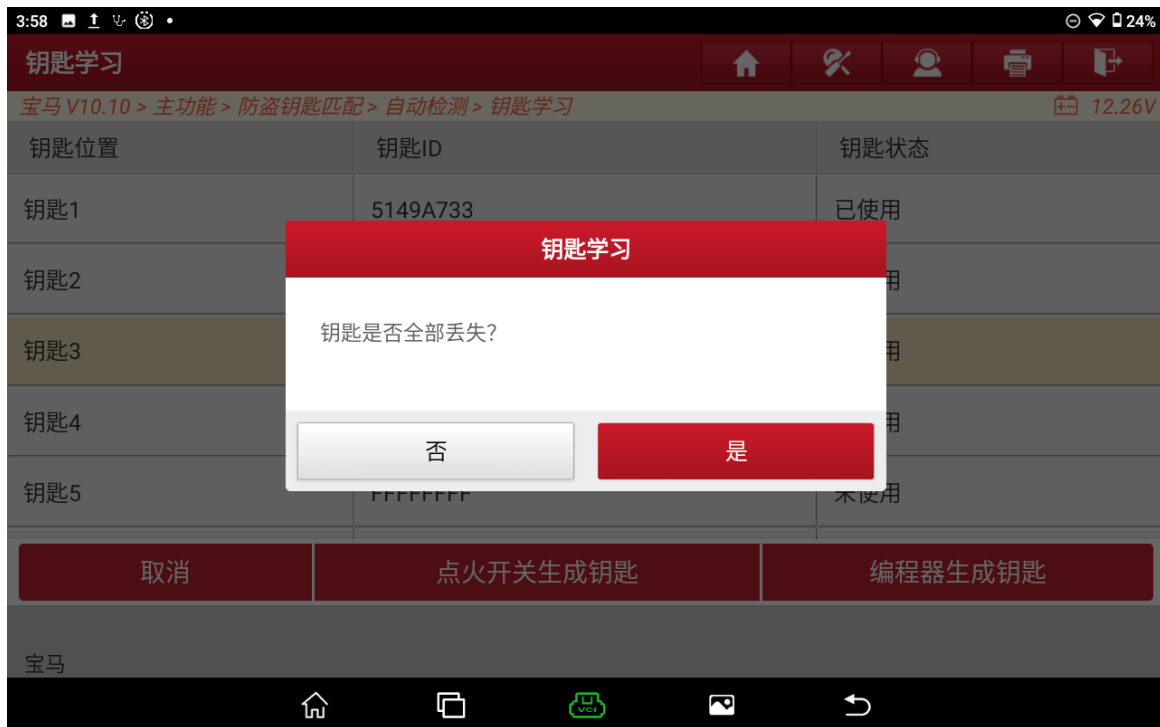 3:58
24%
钥匙学习
宝马 V10.10 > 主功能 > 防盗钥匙匹配 > 自动检测 > 钥匙学习
12.26V
钥匙位置 钥匙ID 钥匙状态
钥匙1 5149A733 已使用
钥匙学习
钥匙2 用
钥匙是否全部丢失?
钥匙3 用
钥匙4 用
否 是
钥匙5 FFFFFFFF 未使用
取消 点火开关生成钥匙 编程器生成钥匙
宝马
VCI